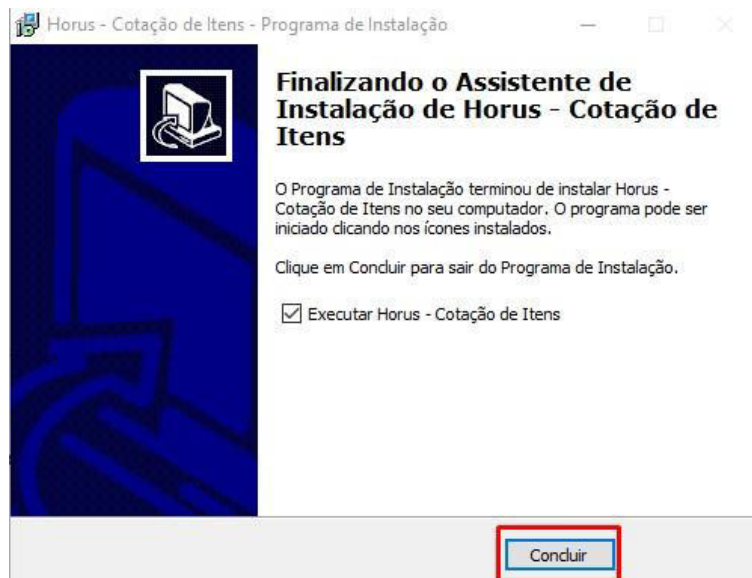 Horus - Cotação de Itens - Programa de Instalação
Finalizando o Assistente de
Instalação de Horus - Cotação de
Itens
O Programa de Instalação terminou de instalar Horus -
Cotação de Itens no seu computador. O programa pode ser
iniciado clicando nos ícones instalados.
Clique em Concluir para sair do Programa de Instalação.
Executar Horus - Cotação de Itens
Concluir